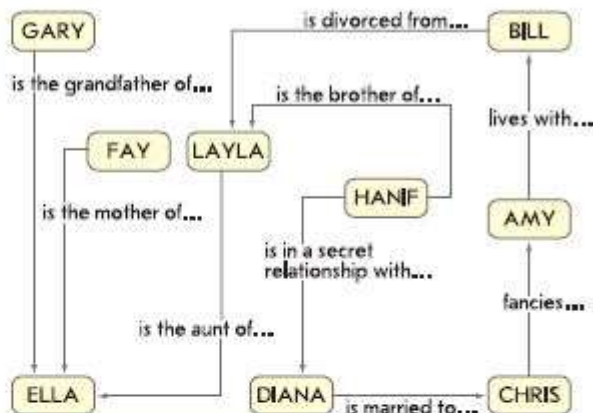 GARY
is divorced from...
BILL
is the grandfather of...
is the brother of...
lives with...
FAY
LAYLA
HANIF
AMY
is the mother of...
is in a secret
relationship with...
fancies...
is the aunt of...
ELLA
DIANA
is married to...
CHRIS